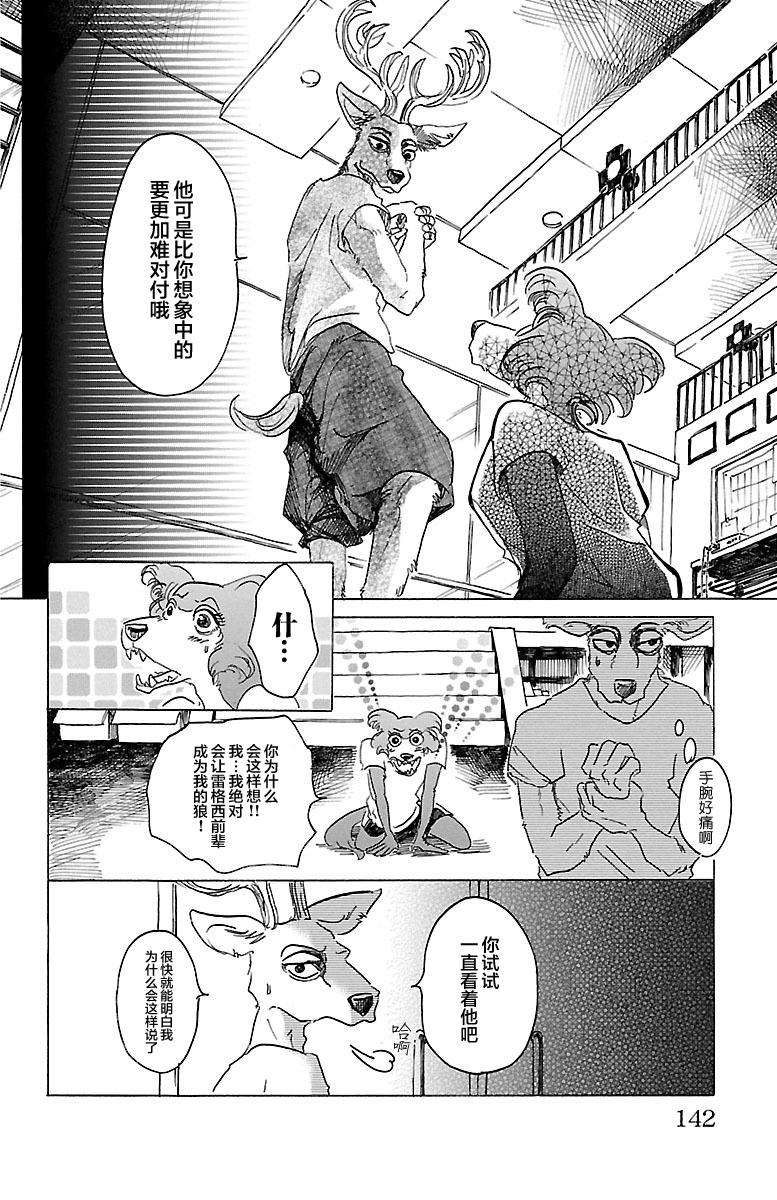 他可是比你想象中的
要更加难对付哦
什…
手腕好痛啊
你为什么
会这样想!!
我…我绝对
会让雷格西前辈
成为我的狼！
你试试
一直看着他吧
哈啊
很快就能明白我
为什么会这样说了
142